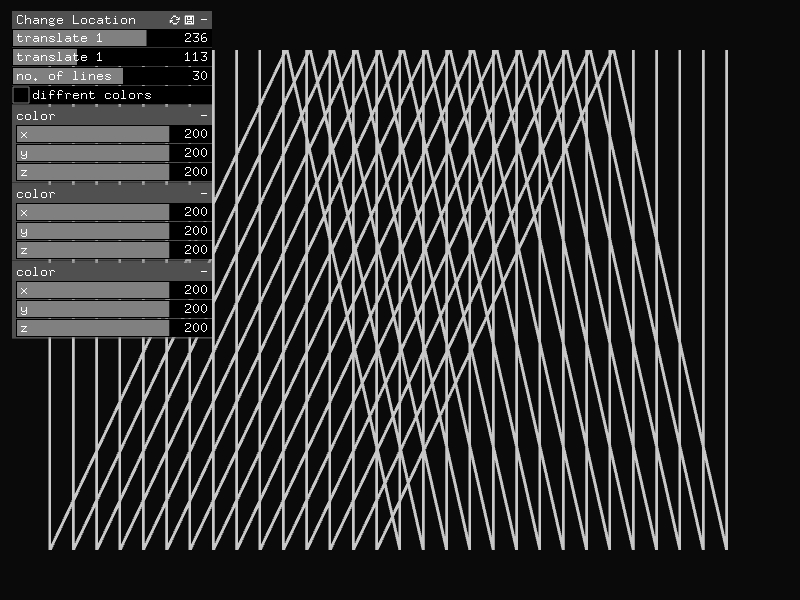 Change Location
translate 1 236
translate 1 113
no. of lines 30
diffrent colors
color
x 200
y 200
z 200
color
x 200
y 200
z 200
color
x 200
y 200
z 200